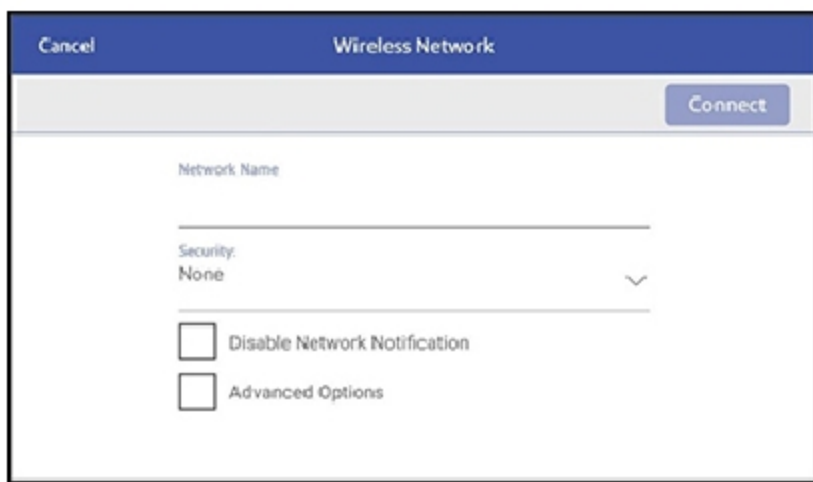 Cancel
Wireless Network
Connect
Network Name
Security:
None
Disable Network Notification
Advanced Options